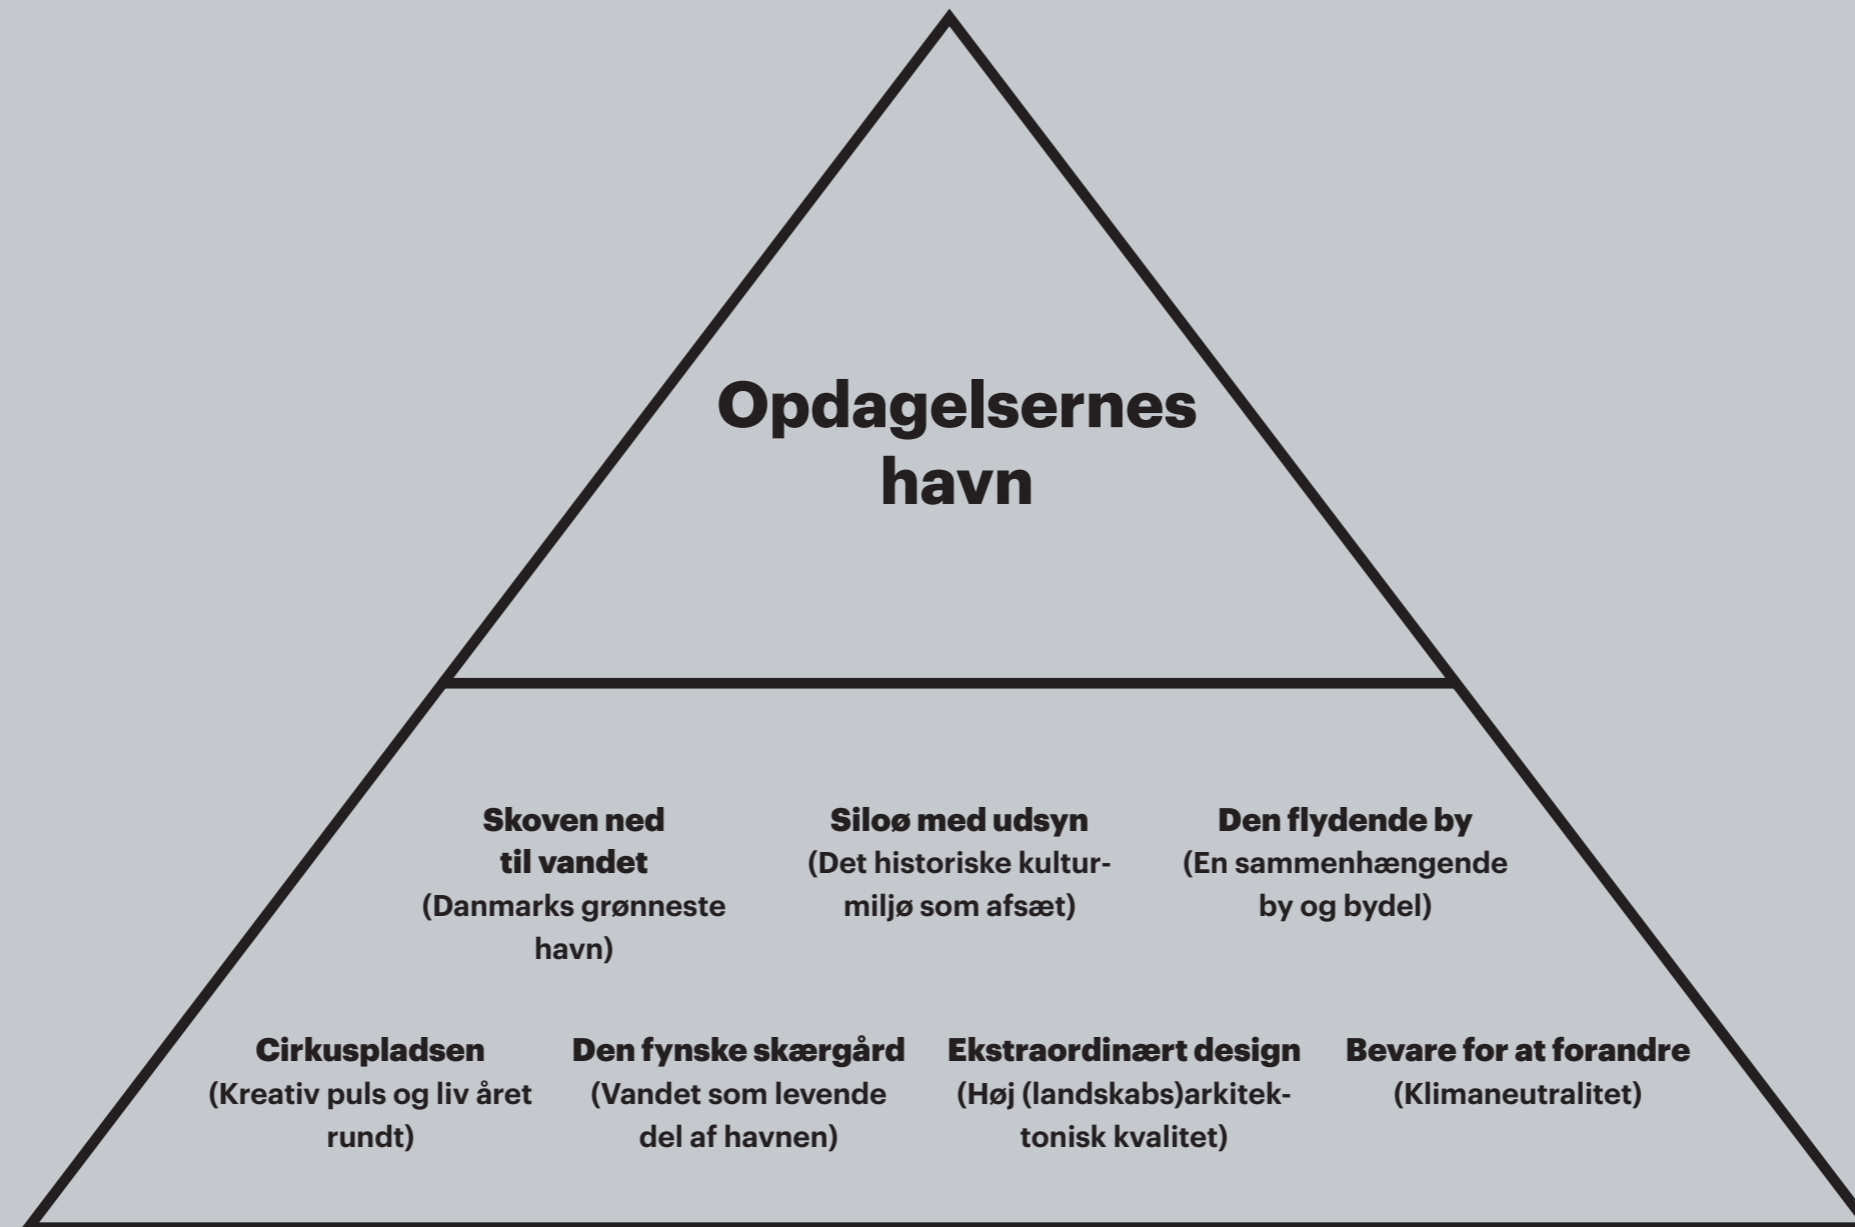 Opdagelsernes
havn
Skoven ned
til vandet
(Danmarks grønneste
havn)
Siloø med udsyn
(Det historiske kultur-
miljø som afsæt)
Den flydende by
(En sammenhængende
by og bydel)
Cirkuspladsen
(Kreativ puls og liv året
rundt)
Den fynske skærgård
(Vandet som levende
del af havnen)
Ekstraordinært design
(Høj (landskabs)arkitek-
tonisk kvalitet)
Bevare for at forandre
(Klimaneutralitet)